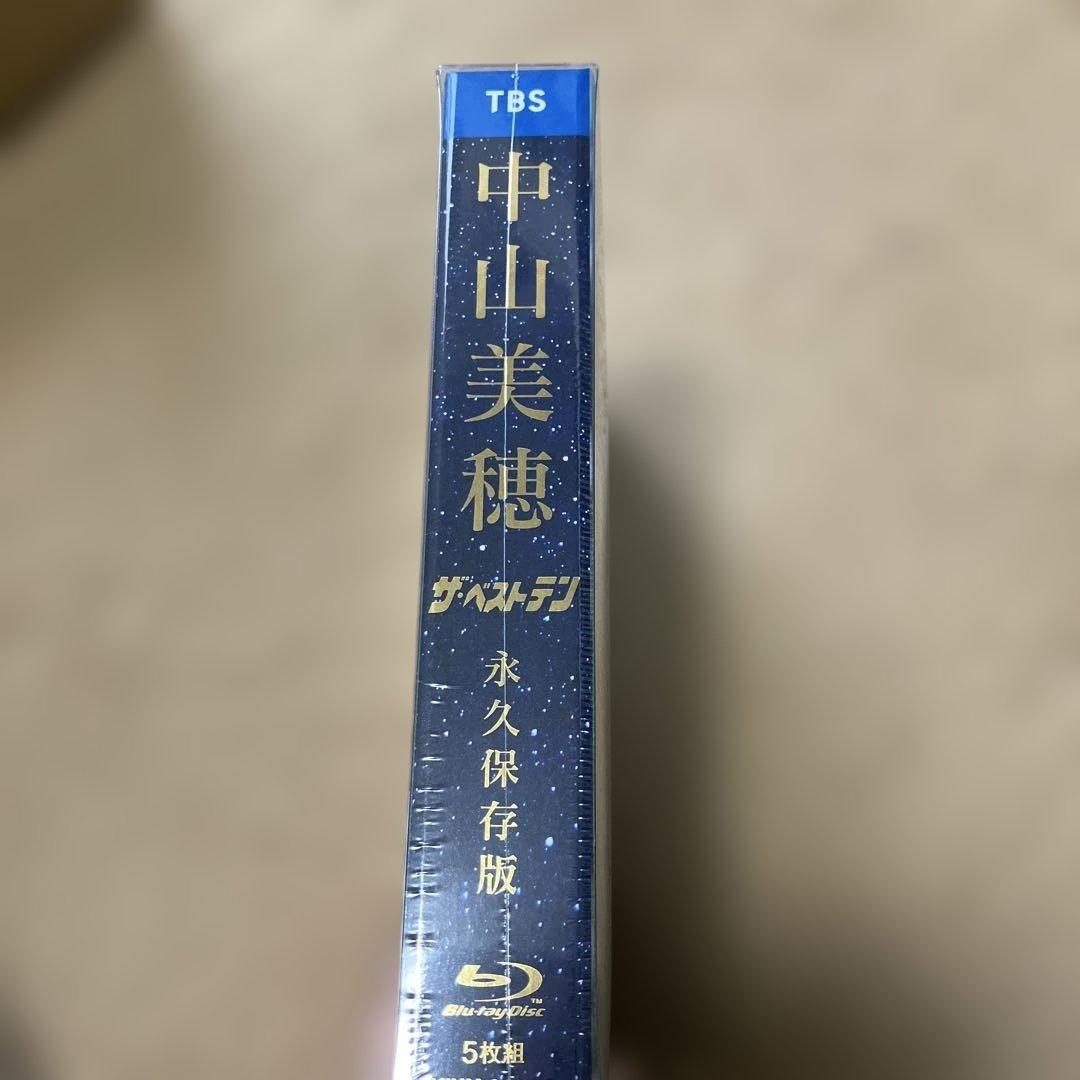 TBS
中山美穂
ザ・ベストテン
永久保存版
Blu-ray Disc
TM
5枚組